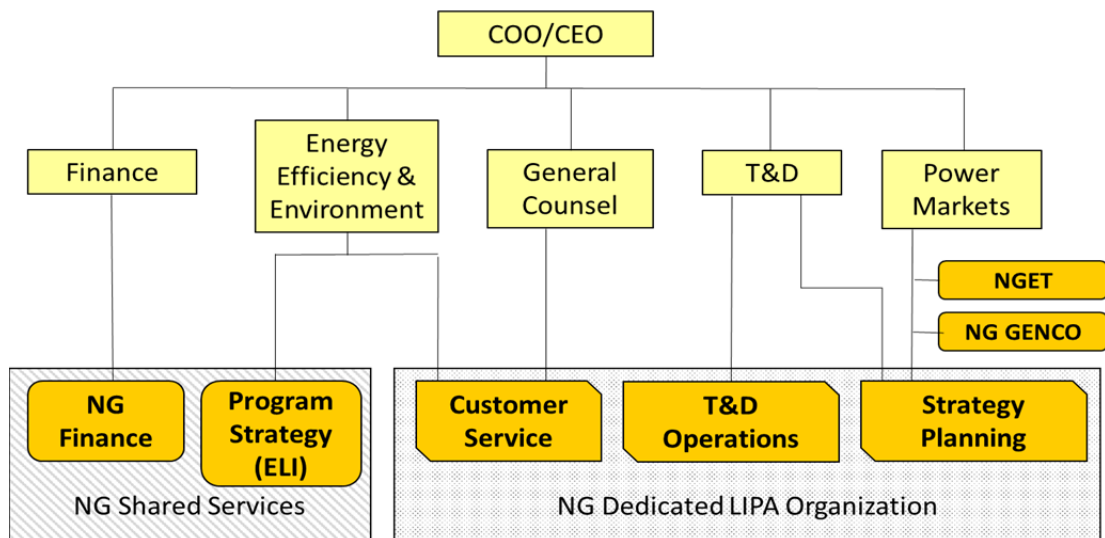 COO/CEO
Finance
Energy
Efficiency &
Environment
General
Counsel
T&D
Power
Markets
NGET
NG GENCO
NG
Finance
Program
Strategy
(ELI)
Customer
Service
T&D
Operations
Strategy
Planning
NG Shared Services
NG Dedicated LIPA Organization